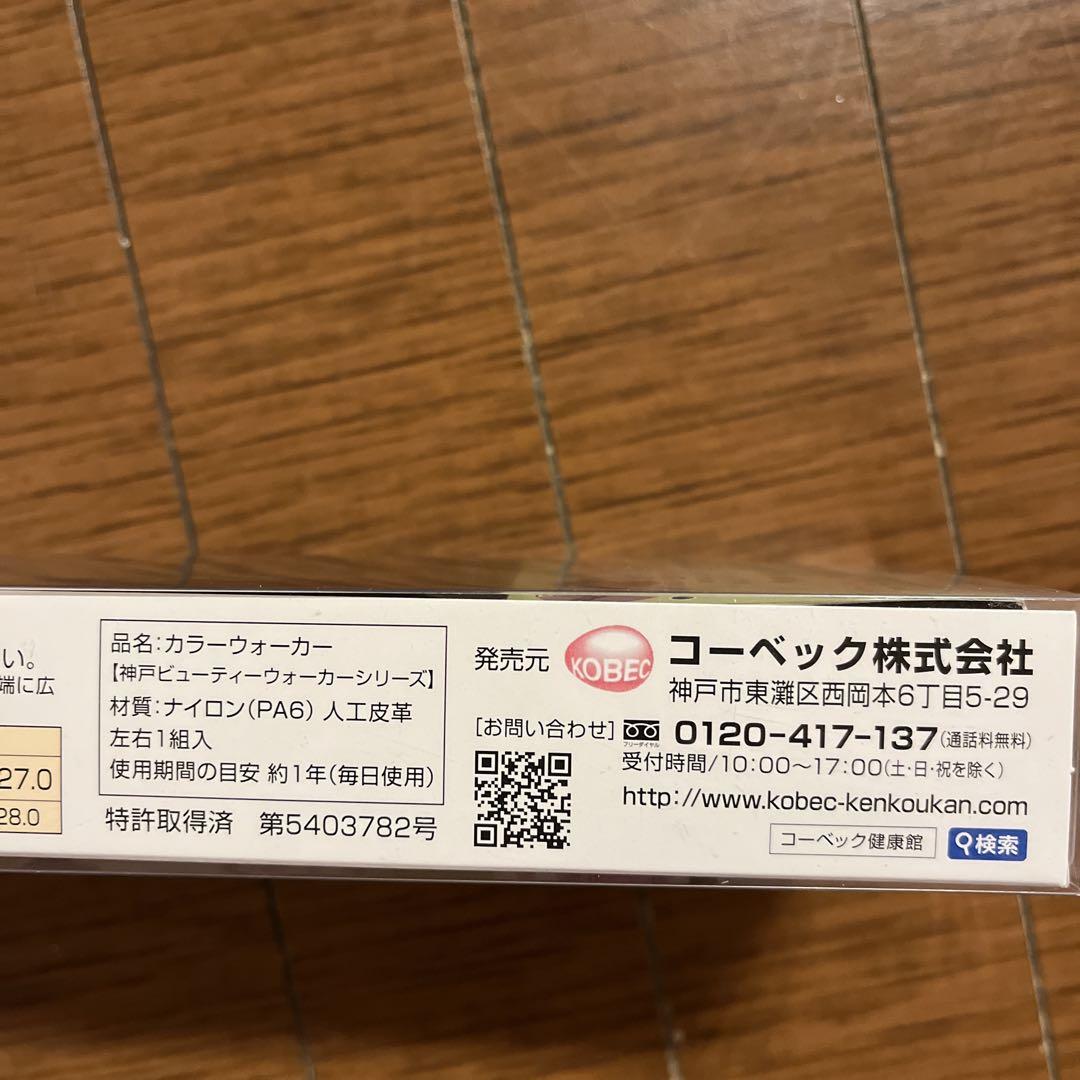 い。
端に広
27.0
28.0
品名:カラーウォーカー
【神戸ビューティーウォーカーシリーズ】
材質:ナイロン(PA6) 人工皮革
左右1組入
使用期間の目安 約1年(毎日使用)
特許取得済 第5403782号
発売元 KOBEC コーベック株式会社
神戸市東灘区西岡本6丁目5-29
[お問い合わせ] フリーダイヤル 0120-417-137(通話料無料)
受付時間/10:00〜17:00(土・日・祝を除く)
http://www.kobec-kenkoukan.com
コーベック健康館 検索